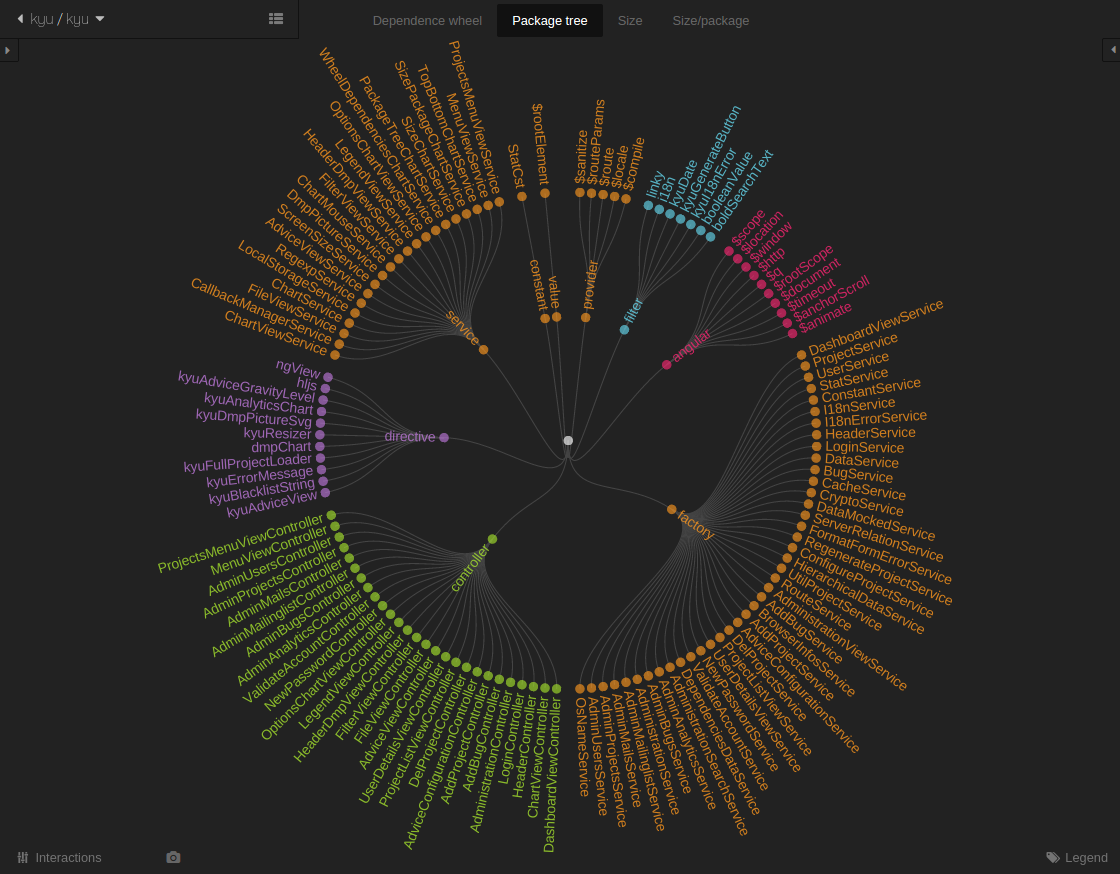 kyu / kyu
Dependence wheel
Package tree
Size
Size/package
ProjectsMenuViewService
MenuViewService
TopBottomChartService
SizePackageChartService
SizeChartService
PackageTreeChartService
WheelDependenciesChartService
OptionsChartViewService
LegendViewService
HeaderDmpViewService
FilterViewService
ChartMouseService
DmpPictureService
ScreenSizeService
AdviceViewService
RegexpService
LocalStorageService
ChartService
FileViewService
CallbackManagerService
ChartViewService
service
StatCst
constant
$rootElement
value
$sanitize
$routeParams
$route
$locale
$compile
provider
linky
i18n
kyuDate
kyuGenerateButton
kyuI18nError
booleanValue
boldSearchText
filter
$scope
$location
$window
$http
$q
$rootScope
$document
$timeout
$anchorScroll
$animate
angular
DashboardViewService
ProjectService
UserService
StatService
ConstantService
I18nService
I18nErrorService
HeaderService
LoginService
DataService
BugService
CacheService
CryptoService
DataMockedService
ServerRelationService
FormatFormErrorService
RegenerateProjectService
ConfigureProjectService
HierarchicalDataService
UtilProjectService
RouteService
AdministrationViewService
AddBugService
BrowserInfosService
AddProjectService
AdviceConfigurationService
DelProjectService
ProjectListViewService
UserDetailsViewService
NewPasswordService
ValidateAccountService
DependenciesDataService
AdministrationSearchService
AdminAnalyticsService
AdminBugsService
AdministrationService
AdminMailinglistService
AdminMailsService
AdminProjectsService
AdminUsersService
OsNameService
factory
ngView
hljs
kyuAdviceGravityLevel
kyuAnalyticsChart
kyuDmpPictureSvg
kyuResizer
dmpChart
kyuFullProjectLoader
kyuErrorMessage
kyuBlacklistString
kyuAdviceView
directive
ProjectsMenuViewController
MenuViewController
AdminUsersController
AdminProjectsController
AdminMailsController
AdminMailinglistController
AdminBugsController
AdminAnalyticsController
ValidateAccountController
NewPasswordController
OptionsChartViewController
LegendViewController
HeaderDmpViewController
FilterViewController
FileViewController
AdviceViewController
UserDetailsViewController
ProjectListViewController
DelProjectController
AdviceConfigurationController
AddProjectController
AddBugController
AdministrationController
LoginController
HeaderController
ChartViewController
DashboardViewController
controller
Interactions
Legend